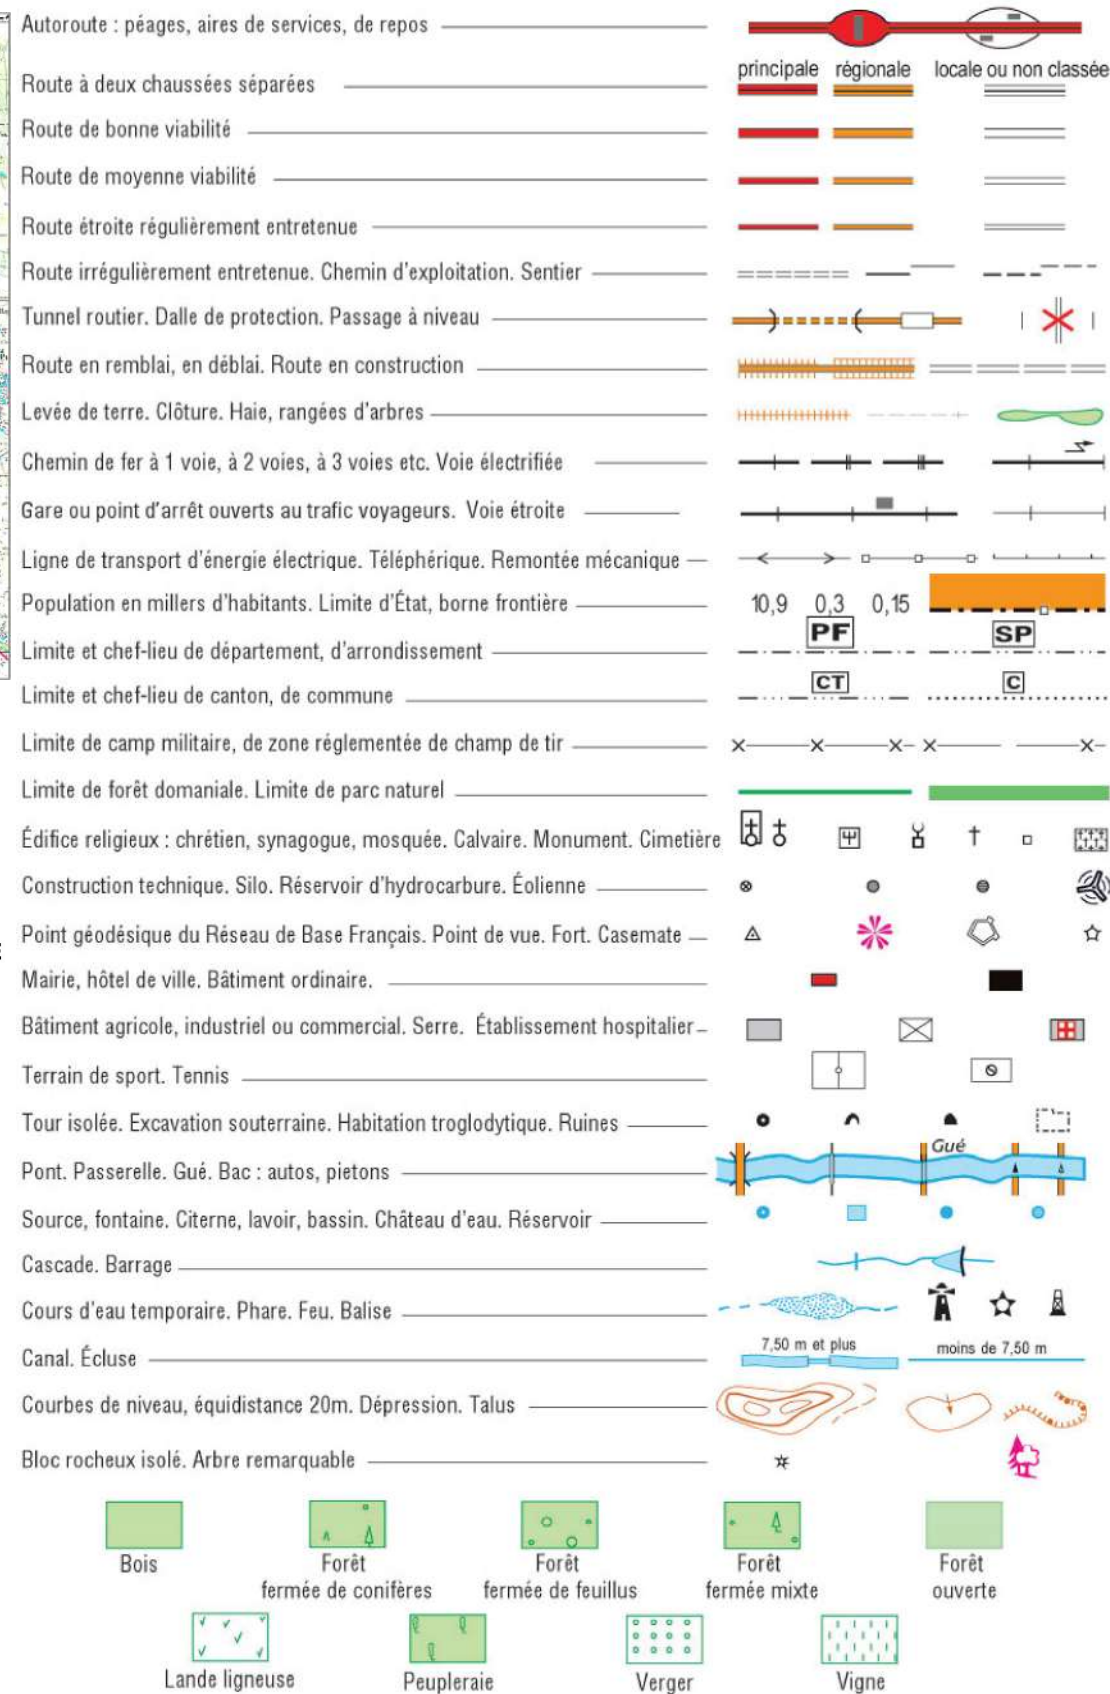 Autoroute : péages, aires de services, de repos
principale régionale locale ou non classée
Route à deux chaussées séparées
Route de bonne viabilité
Route de moyenne viabilité
Route étroite régulièrement entretenue
Route irrégulièrement entretenue. Chemin d'exploitation. Sentier
Tunnel routier. Dalle de protection. Passage à niveau
Route en remblai, en déblai. Route en construction
Levée de terre. Clôture. Haie, rangées d'arbres
Chemin de fer à 1 voie, à 2 voies, à 3 voies etc. Voie électrifiée
Gare ou point d'arrêt ouverts au trafic voyageurs. Voie étroite
Ligne de transport d'énergie électrique. Téléphérique. Remontée mécanique
Population en millers d'habitants. Limite d'État, borne frontière 10,9 0,3 0,15
PF SP
Limite et chef-lieu de département, d'arrondissement
Limite et chef-lieu de canton, de commune CT C
Limite de camp militaire, de zone réglementée de champ de tir
Limite de forêt domaniale. Limite de parc naturel
Édifice religieux : chrétien, synagogue, mosquée. Calvaire. Monument. Cimetière
Construction technique. Silo. Réservoir d'hydrocarbure. Éolienne
Point géodésique du Réseau de Base Français. Point de vue. Fort. Casemate
Mairie, hôtel de ville. Bâtiment ordinaire.
Bâtiment agricole, industriel ou commercial. Serre. Établissement hospitalier
Terrain de sport. Tennis
Tour isolée. Excavation souterraine. Habitation troglodytique. Ruines
Gué
Pont. Passerelle. Gué. Bac : autos, pietons
Source, fontaine. Citerne, lavoir, bassin. Château d'eau. Réservoir
Cascade. Barrage
Cours d'eau temporaire. Phare. Feu. Balise
7,50 m et plus moins de 7,50 m
Canal. Écluse
Courbes de niveau, équidistance 20m. Dépression. Talus
Bloc rocheux isolé. Arbre remarquable
Bois Forêt Forêt Forêt Forêt
fermée de conifères fermée de feuillus fermée mixte ouverte
Lande ligneuse Peupleraie Verger Vigne